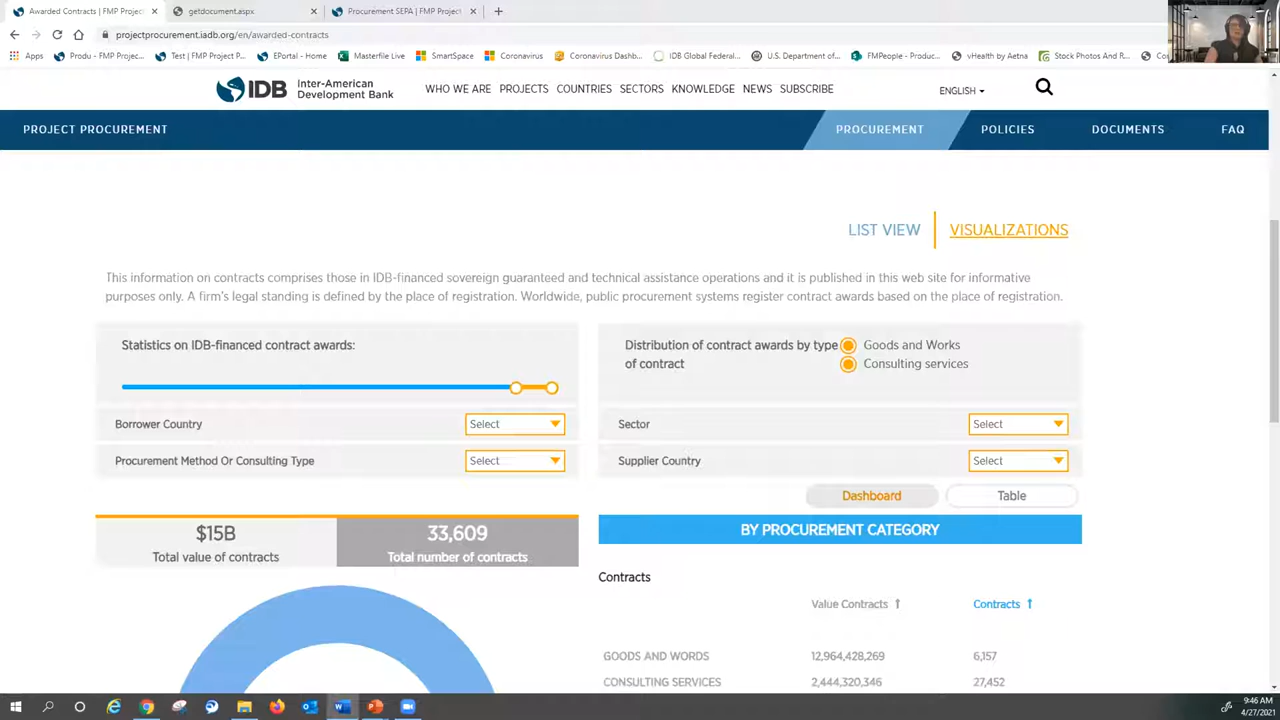 Awarded Contracts | FMP Proje
getdocument.aspx
Procurement SEPA | FMP Project
projectprocurement.iadb.org/en/awarded-contracts
Apps
Produ - FMP Projec...
Test | FMP Project P...
EPortal - Home
Masterfile Live
SmartSpace
Coronavirus
Coronavirus Dashb...
IDB Global Federal...
U.S. Department of...
FMPeople - Produc...
vHealth by Aetna
Stock Photos And R...
IDB
Inter-American
Development Bank
WHO WE ARE PROJECTS COUNTRIES SECTORS KNOWLEDGE NEWS SUBSCRIBE
ENGLISH
PROJECT PROCUREMENT
PROCUREMENT
POLICIES
DOCUMENTS
FAQ
LIST VIEW
VISUALIZATIONS
This information on contracts comprises those in IDB-financed sovereign guaranteed and technical assistance operations and it is published in this web site for informative
purposes only. A firm's legal standing is defined by the place of registration. Worldwide, public procurement systems register contract awards based on the place of registration.
Statistics on IDB-financed contract awards:
Distribution of contract awards by type
of contract
Goods and Works
Consulting services
Borrower Country
Select
Sector
Select
Procurement Method Or Consulting Type
Select
Supplier Country
Select
Dashboard
Table
$15B
Total value of contracts
33,609
Total number of contracts
BY PROCUREMENT CATEGORY
Contracts
Value Contracts ↑
Contracts ↑
GOODS AND WORDS
12,964,428,269
6,157
CONSULTING SERVICES
2,444,320,346
27,452
9:46 AM
4/27/2021